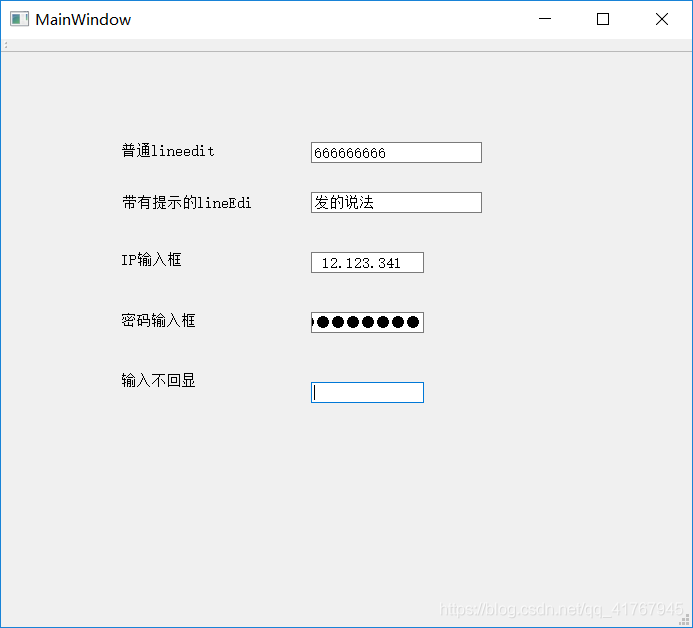 MainWindow
普通lineedit 666666666
带有提示的lineEdi 发的说法
IP输入框 12.123.341
密码输入框
输入不回显
https://blog.csdn.net/qq_41767945